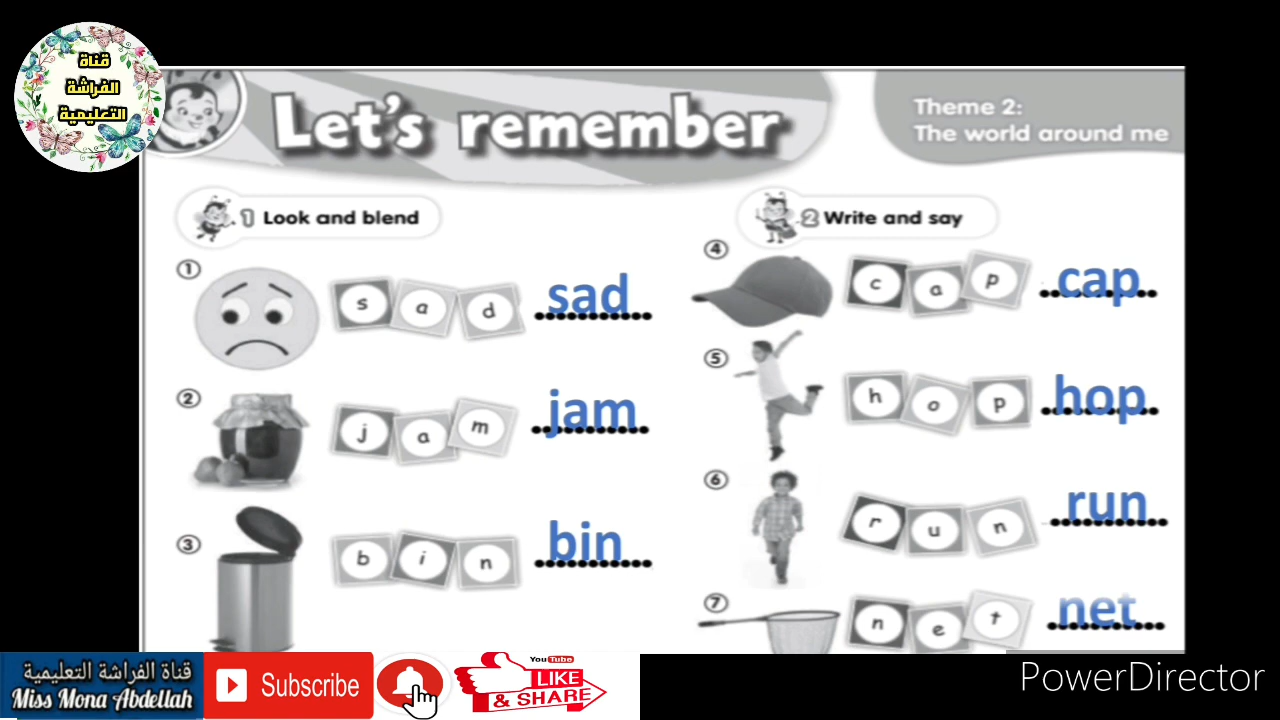 قناة
الفراشة
التعليمية
Let's remember
Theme 2:
The world around me
1 Look and blend
1
s a d sad
2
j a m jam
3
b i n bin
2 Write and say
4
c a p cap
5
h o p hop
6
r u n run
7
n e t net
قناة الفراشة التعليمية
Miss Mona Abdellah
Subscribe
YouTube
LIKE
& SHARE
PowerDirector